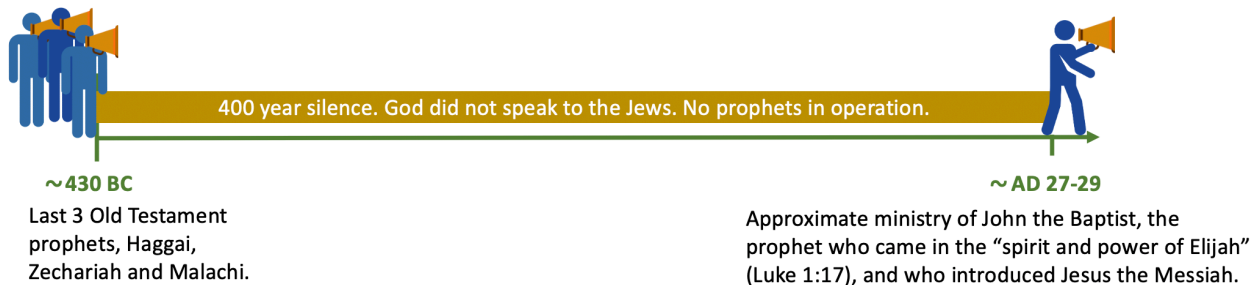 400 year silence. God did not speak to the Jews. No prophets in operation.
~430 BC
Last 3 Old Testament
prophets, Haggai,
Zechariah and Malachi.
~ AD 27-29
Approximate ministry of John the Baptist, the
prophet who came in the “spirit and power of Elijah”
(Luke 1:17), and who introduced Jesus the Messiah.